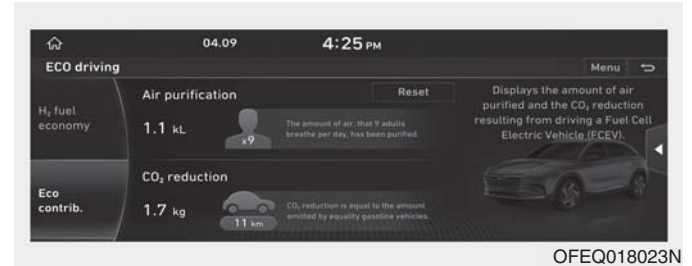 04.09
4:25 PM
ECO driving
Menu
H₂ fuel
economy
Eco
contrib.
Air purification
Reset
1.1 kL
x9
The amount of air, that 9 adults
breathe per day, has been purified.
CO₂ reduction
1.7 kg
11 km
CO₂ reduction is equal to the amount
emitted by equality gasoline vehicles.
Displays the amount of air
purified and the CO₂ reduction
resulting from driving a Fuel Cell
Electric Vehicle (FCEV).
OFEQ018023N